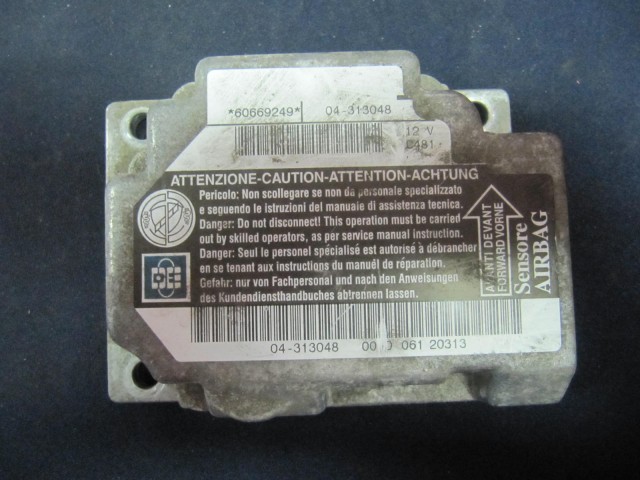 *60669249* 04-313048
12 V
C481
ATTENZIONE-CAUTION-ATTENTION-ACHTUNG
Pericolo: Non scollegare se non da personale specializzato
e seguendo le istruzioni del manuale di assistenza tecnica.
Danger: Do not disconnect! This operation must be carried
out by skilled operators, as per service manual instruction.
Danger: Seul le personel spécialisé est autorisé à débrancher
en se tenant aux instructions du manuél de réparation.
Gefahr: nur von Fachpersonal und nach den Anweisungen
des Kundendiensthandbuches abtrennen lassen.
AVANTI DEVANT
FORWARD VORNE
Sensore
AIRBAG
04-313048 00 061 20313